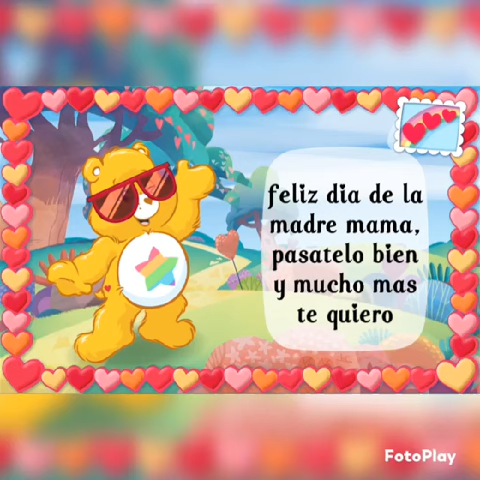 feliz dia de la
madre mama,
pasatelo bien
y mucho mas
te quiero
FotoPlay